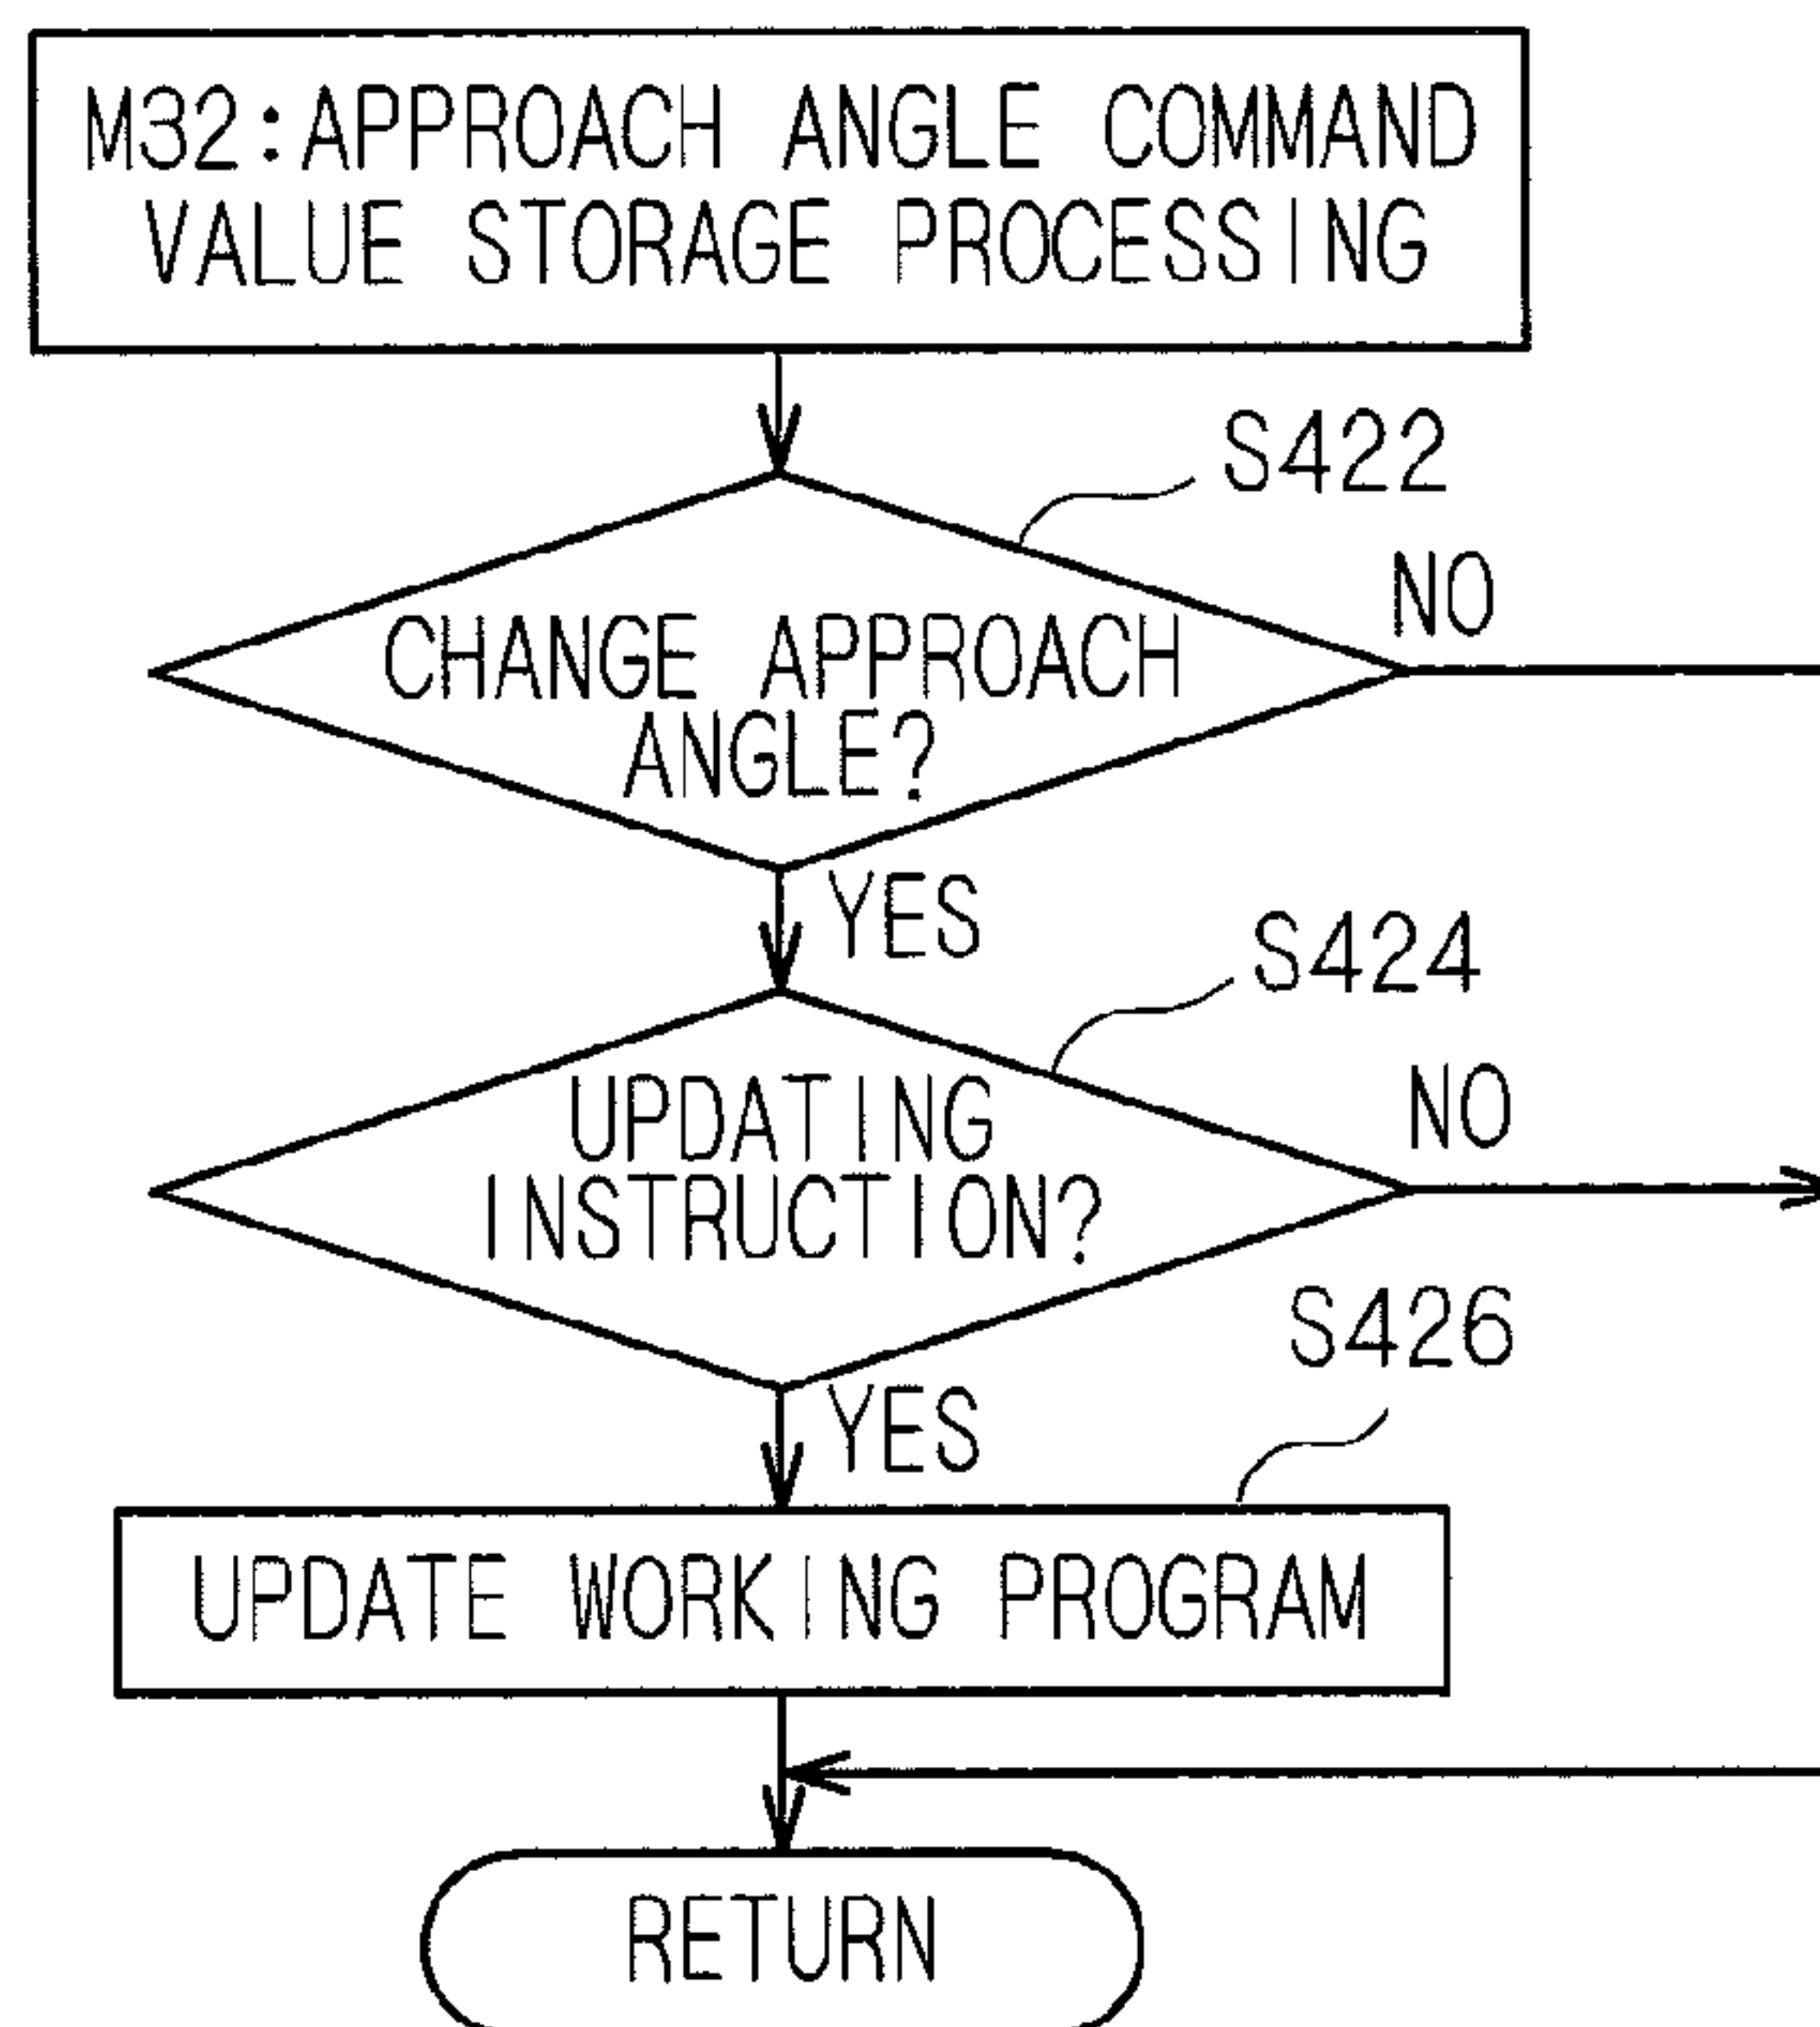 M32:APPROACH ANGLE COMMAND
VALUE STORAGE PROCESSING
S422
NO
CHANGE APPROACH
ANGLE?
YES
S424
NO
UPDATING
INSTRUCTION?
S426
YES
UPDATE WORKING PROGRAM
RETURN